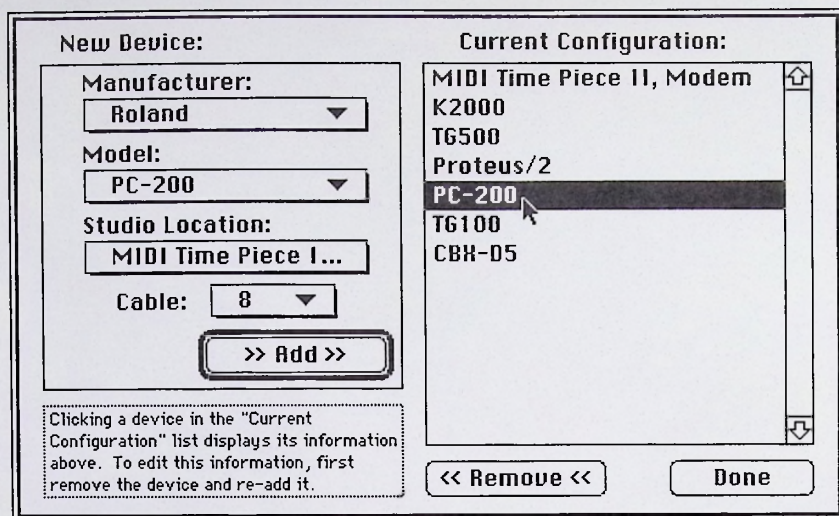 New Device:
Manufacturer:
Roland
Model:
PC-200
Studio Location:
MIDI Time Piece I...
Cable: 8
>> Add >>
Clicking a device in the "Current
Configuration" list displays its information
above. To edit this information, first
remove the device and re-add it.
Current Configuration:
MIDI Time Piece II, Modem
K2000
TG500
Proteus/2
PC-200
TG100
CBX-D5
<< Remove <<
Done